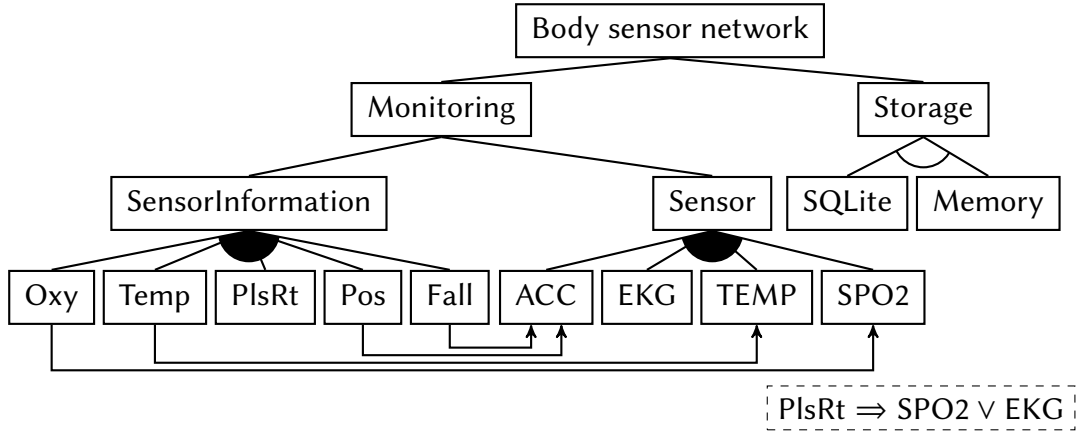 Body sensor network
Monitoring
Storage
SensorInformation
Sensor
SQLite
Memory
Oxy
Temp
PlsRt
Pos
Fall
ACC
EKG
TEMP
SPO2
PlsRt ⇒ SPO2 ∨ EKG